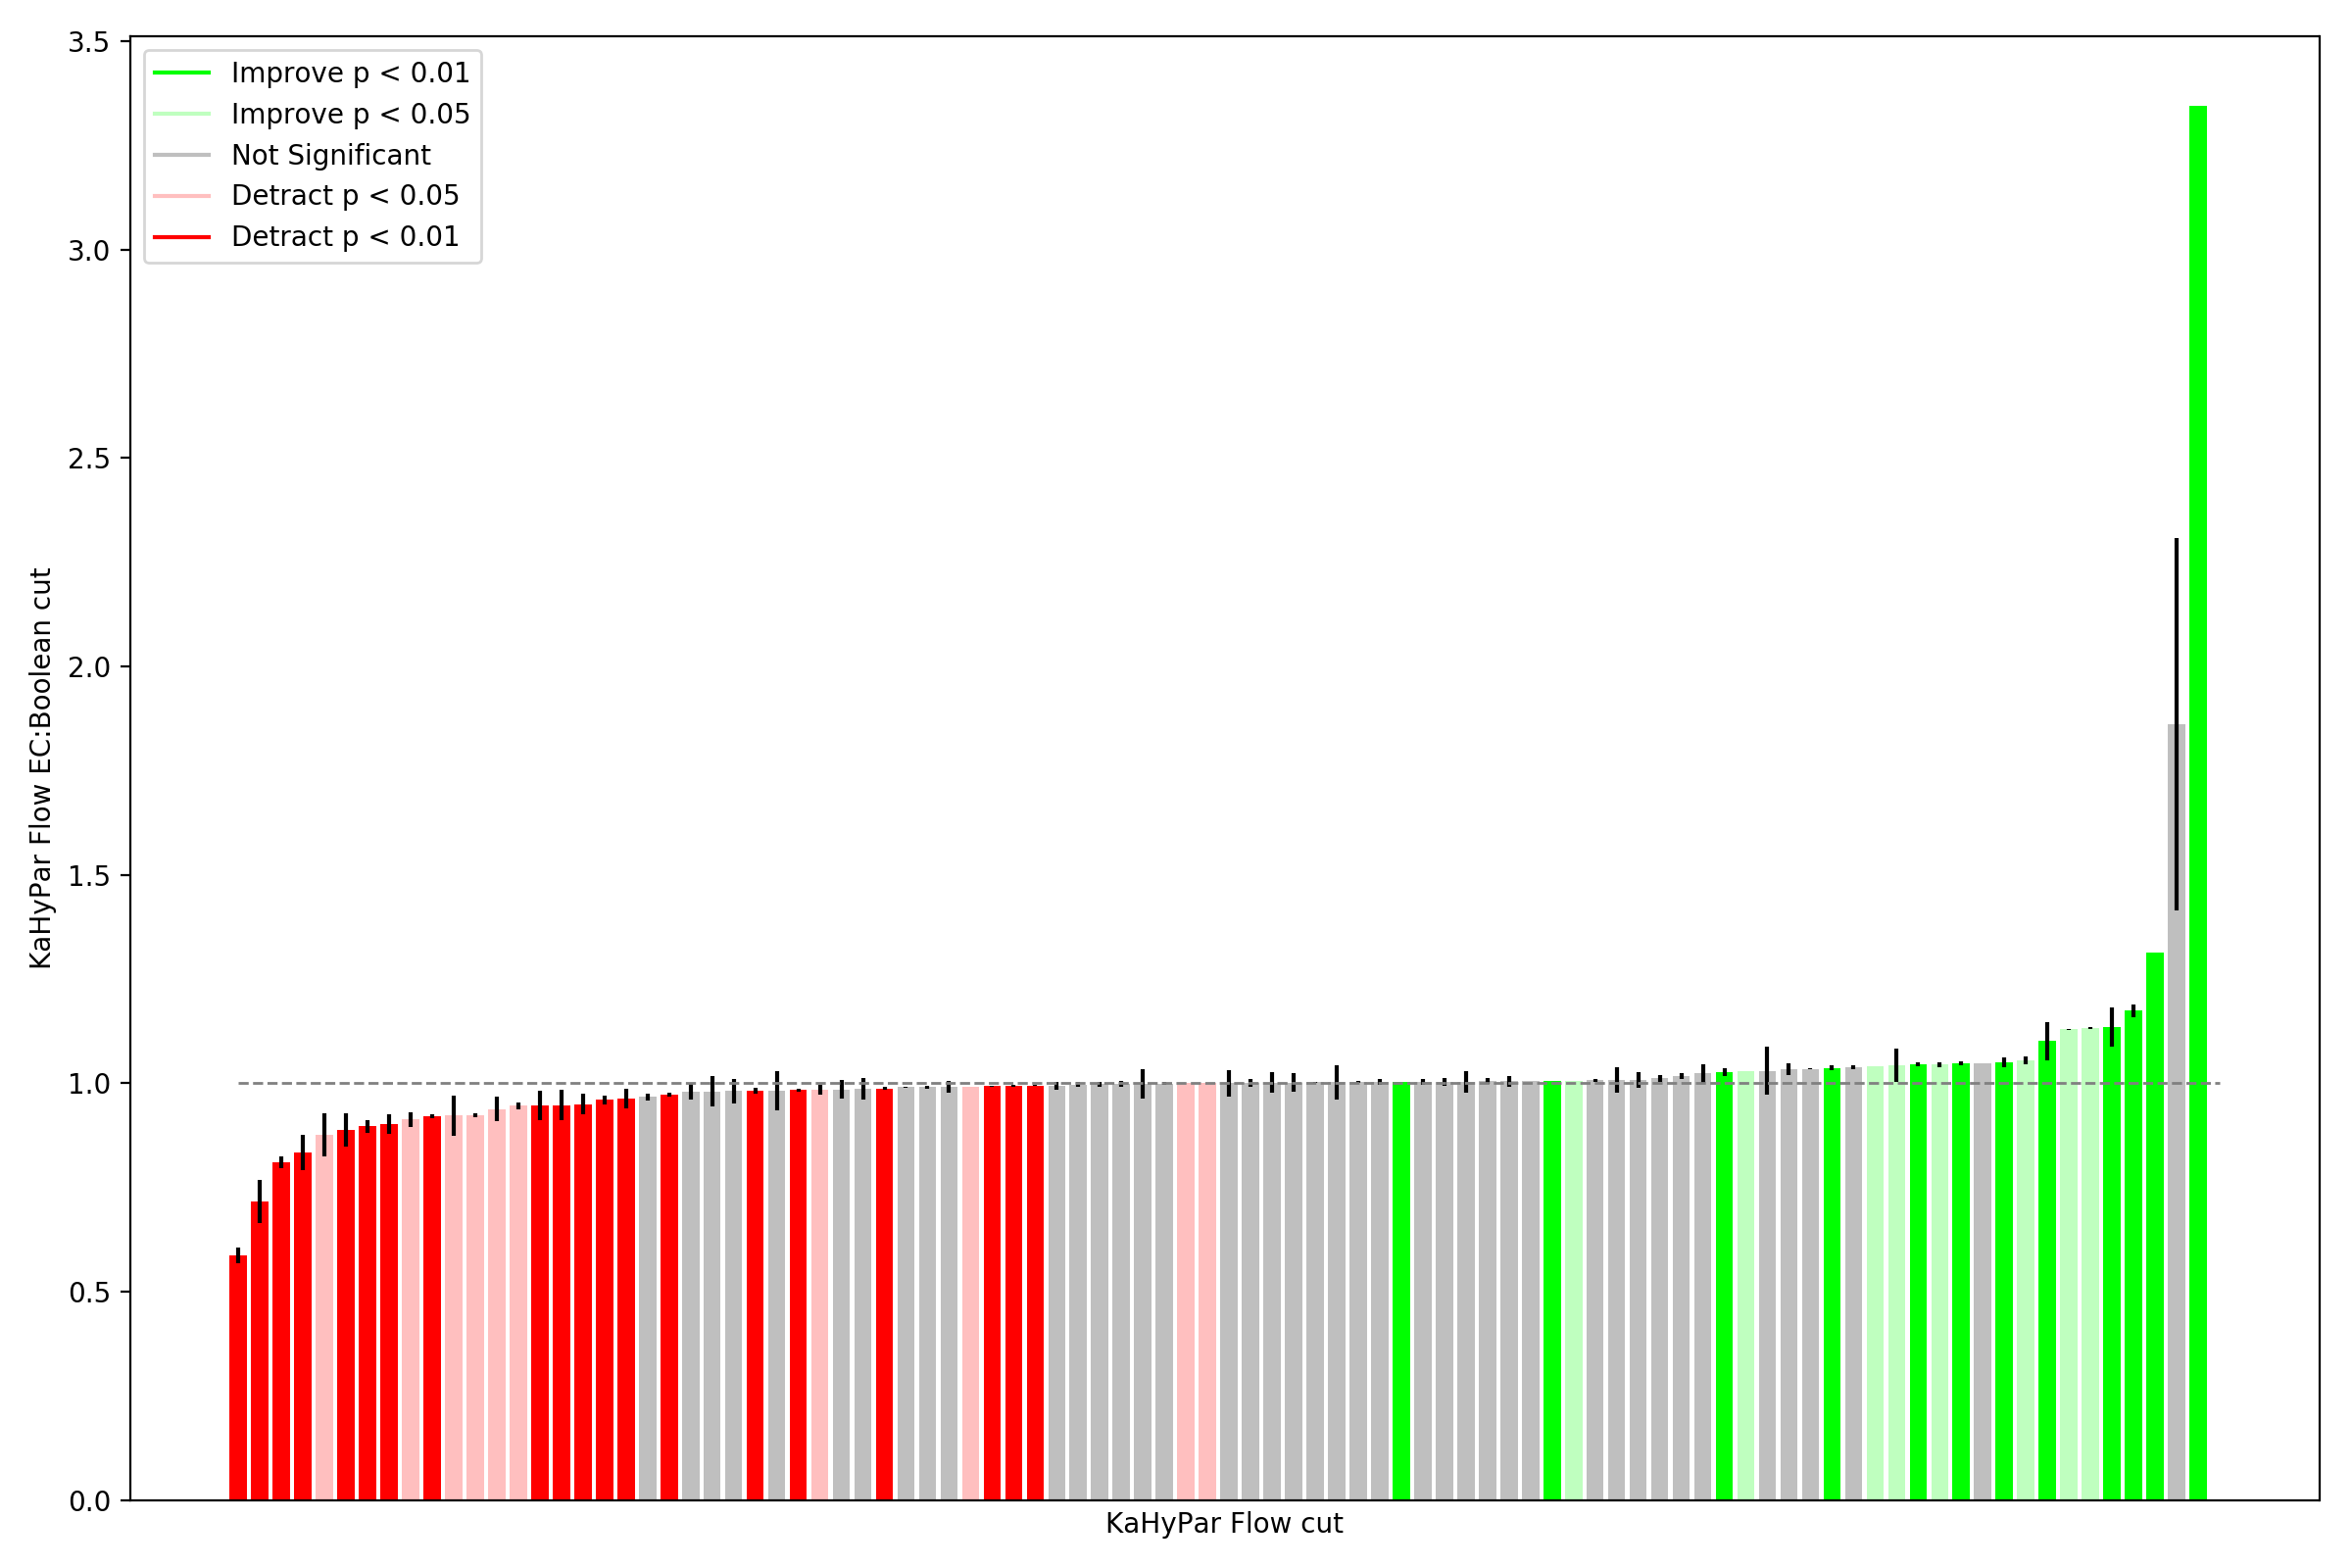 3.5
3.0
2.5
2.0
1.5
1.0
0.5
0.0
KaHyPar Flow EC:Boolean cut
Improve p < 0.01
Improve p < 0.05
Not Significant
Detract p < 0.05
Detract p < 0.01
KaHyPar Flow cut